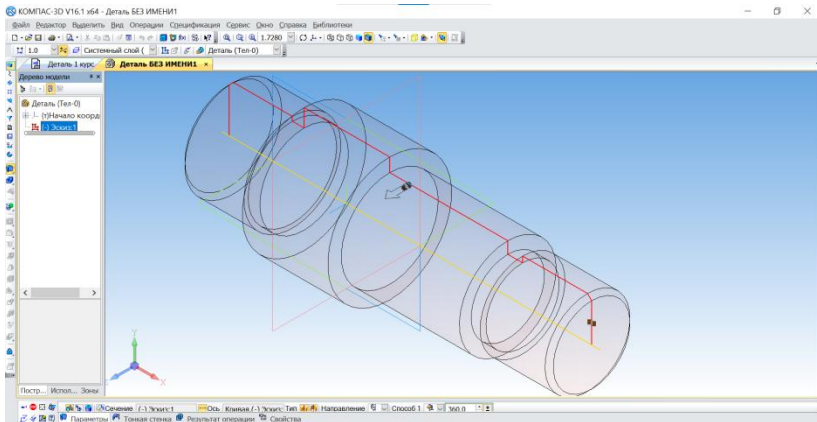 КОМПАС-3D V16.1 x64 - Деталь БЕЗ ИМЕНИ1
Файл Редактор Выделить Вид Операции Спецификация Сервис Окно Справка Библиотеки
1.7280
1.0 Системный слой ( Деталь (Тел-0)
Деталь 1 курс Деталь БЕЗ ИМЕНИ1
Дерево модели
Деталь (Тел-0)
(т)Начало коорд
(-) Эскиз:1
Y
X
Постр... Испол... Зоны
Сечение (-) Эскиз:1 Ось Кривая (-) Эскиз: Тип Направление Способ 1 360.0
Параметры Тонкая стенка Результат операции Свойства